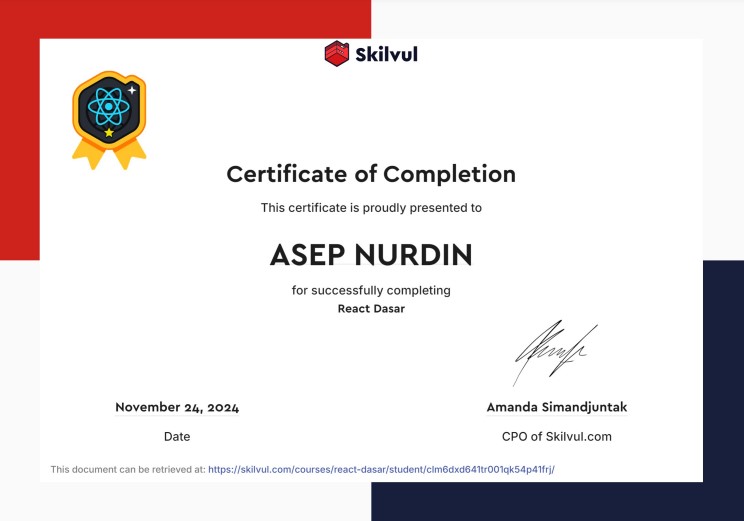 Skilvul
Certificate of Completion
This certificate is proudly presented to
ASEP NURDIN
for successfully completing
React Dasar
November 24, 2024
Amanda Simandjuntak
Date
CPO of Skilvul.com
This document can be retrieved at: https://skilvul.com/courses/react-dasar/student/clm6dxd641tr001qk54p41frj/